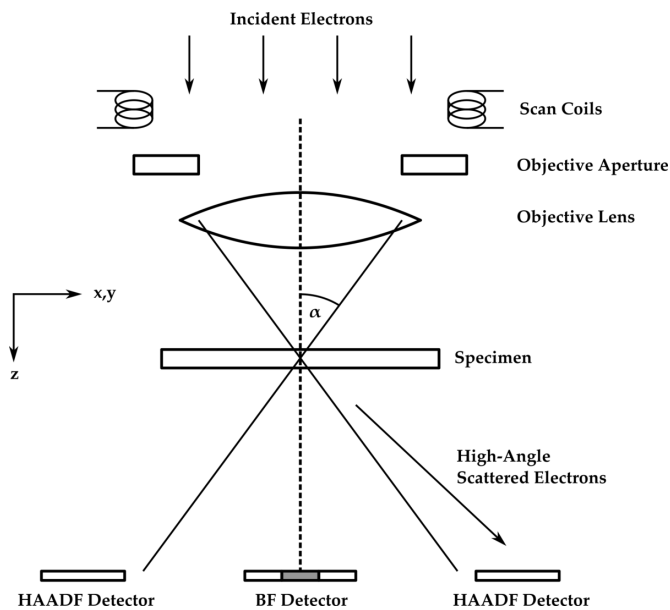 Incident Electrons
Scan Coils
Objective Aperture
Objective Lens
x,y
α
z
Specimen
High-Angle
Scattered Electrons
HAADF Detector
BF Detector
HAADF Detector